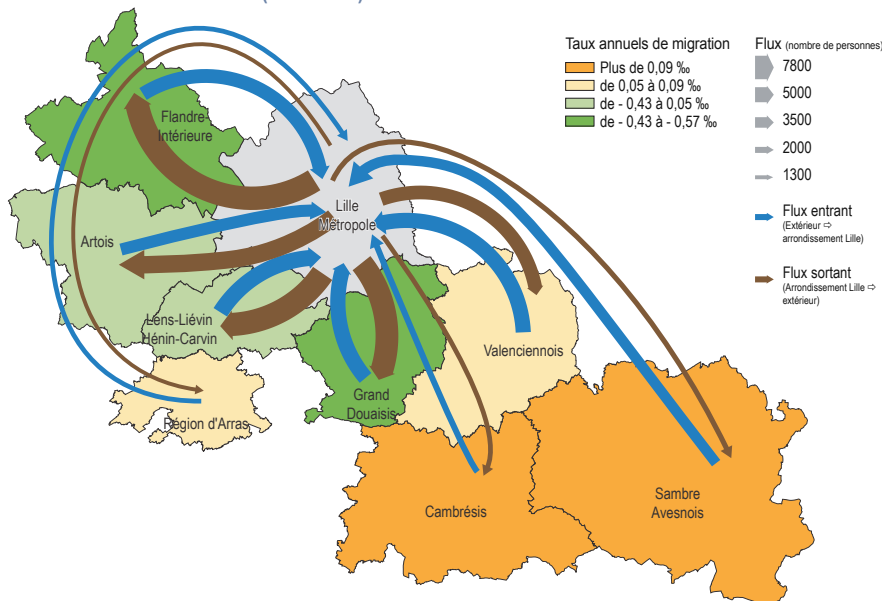 Taux annuels de migration
Plus de 0,09 ‰
de 0,05 à 0,09 ‰
de - 0,43 à 0,05 ‰
de - 0,43 à - 0,57 ‰
Flux (nombre de personnes)
7800
5000
3500
2000
1300
Flux entrant
(Extérieur ⇨
arrondissement Lille)
Flux sortant
(Arrondissement Lille ⇨
extérieur)
Flandre-
Intérieure
Lille
Métropole
Artois
Lens-Liévin
Hénin-Carvin
Valenciennois
Grand
Douaisis
Région d'Arras
Cambrésis
Sambre
Avesnois